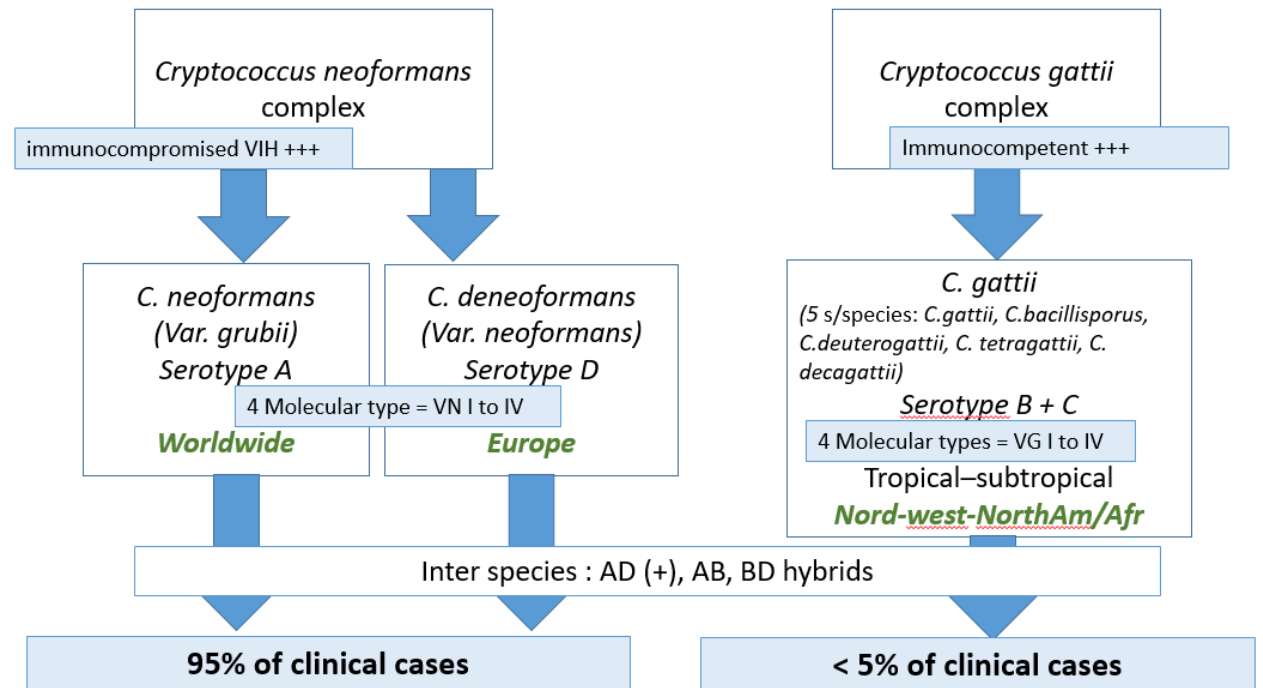 Cryptococcus neoformans
complex
immunocompromised VIH +++
Cryptococcus gattii
complex
Immunocompetent +++
C. neoformans
(Var. grubii)
Serotype A
Worldwide
C. deneoformans
(Var. neoformans)
Serotype D
Europe
4 Molecular type = VN I to IV
C. gattii
(5 s/species: C.gattii, C.bacillisporus,
C.deuterogattii, C. tetragattii, C.
decagattii)
Serotype B + C
4 Molecular types = VG I to IV
Tropical–subtropical
Nord-west-NorthAm/Afr
Inter species : AD (+), AB, BD hybrids
95% of clinical cases
< 5% of clinical cases